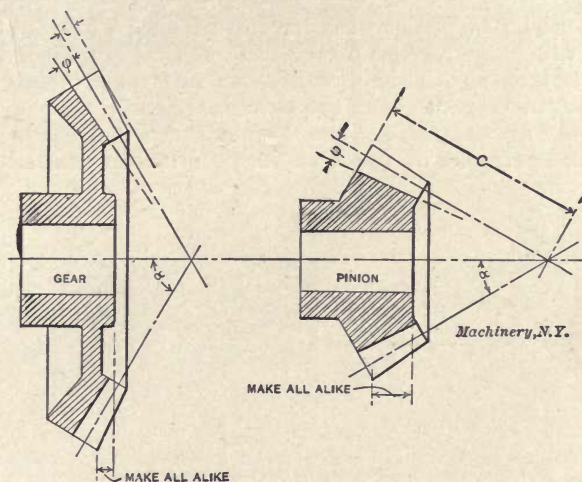 i
φ
C
φ
α
α
GEAR
PINION
Machinery, N.Y.
MAKE ALL ALIKE
MAKE ALL ALIKE